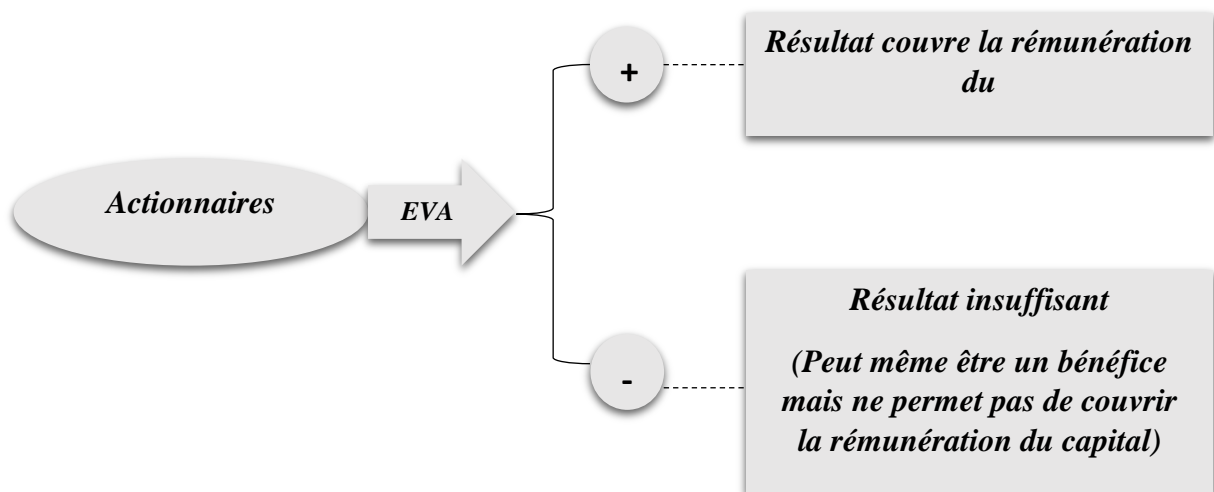 Résultat couvre la rémunération
du
+
Actionnaires
EVA
Résultat insuffisant
(Peut même être un bénéfice
mais ne permet pas de couvrir
la rémunération du capital)
-